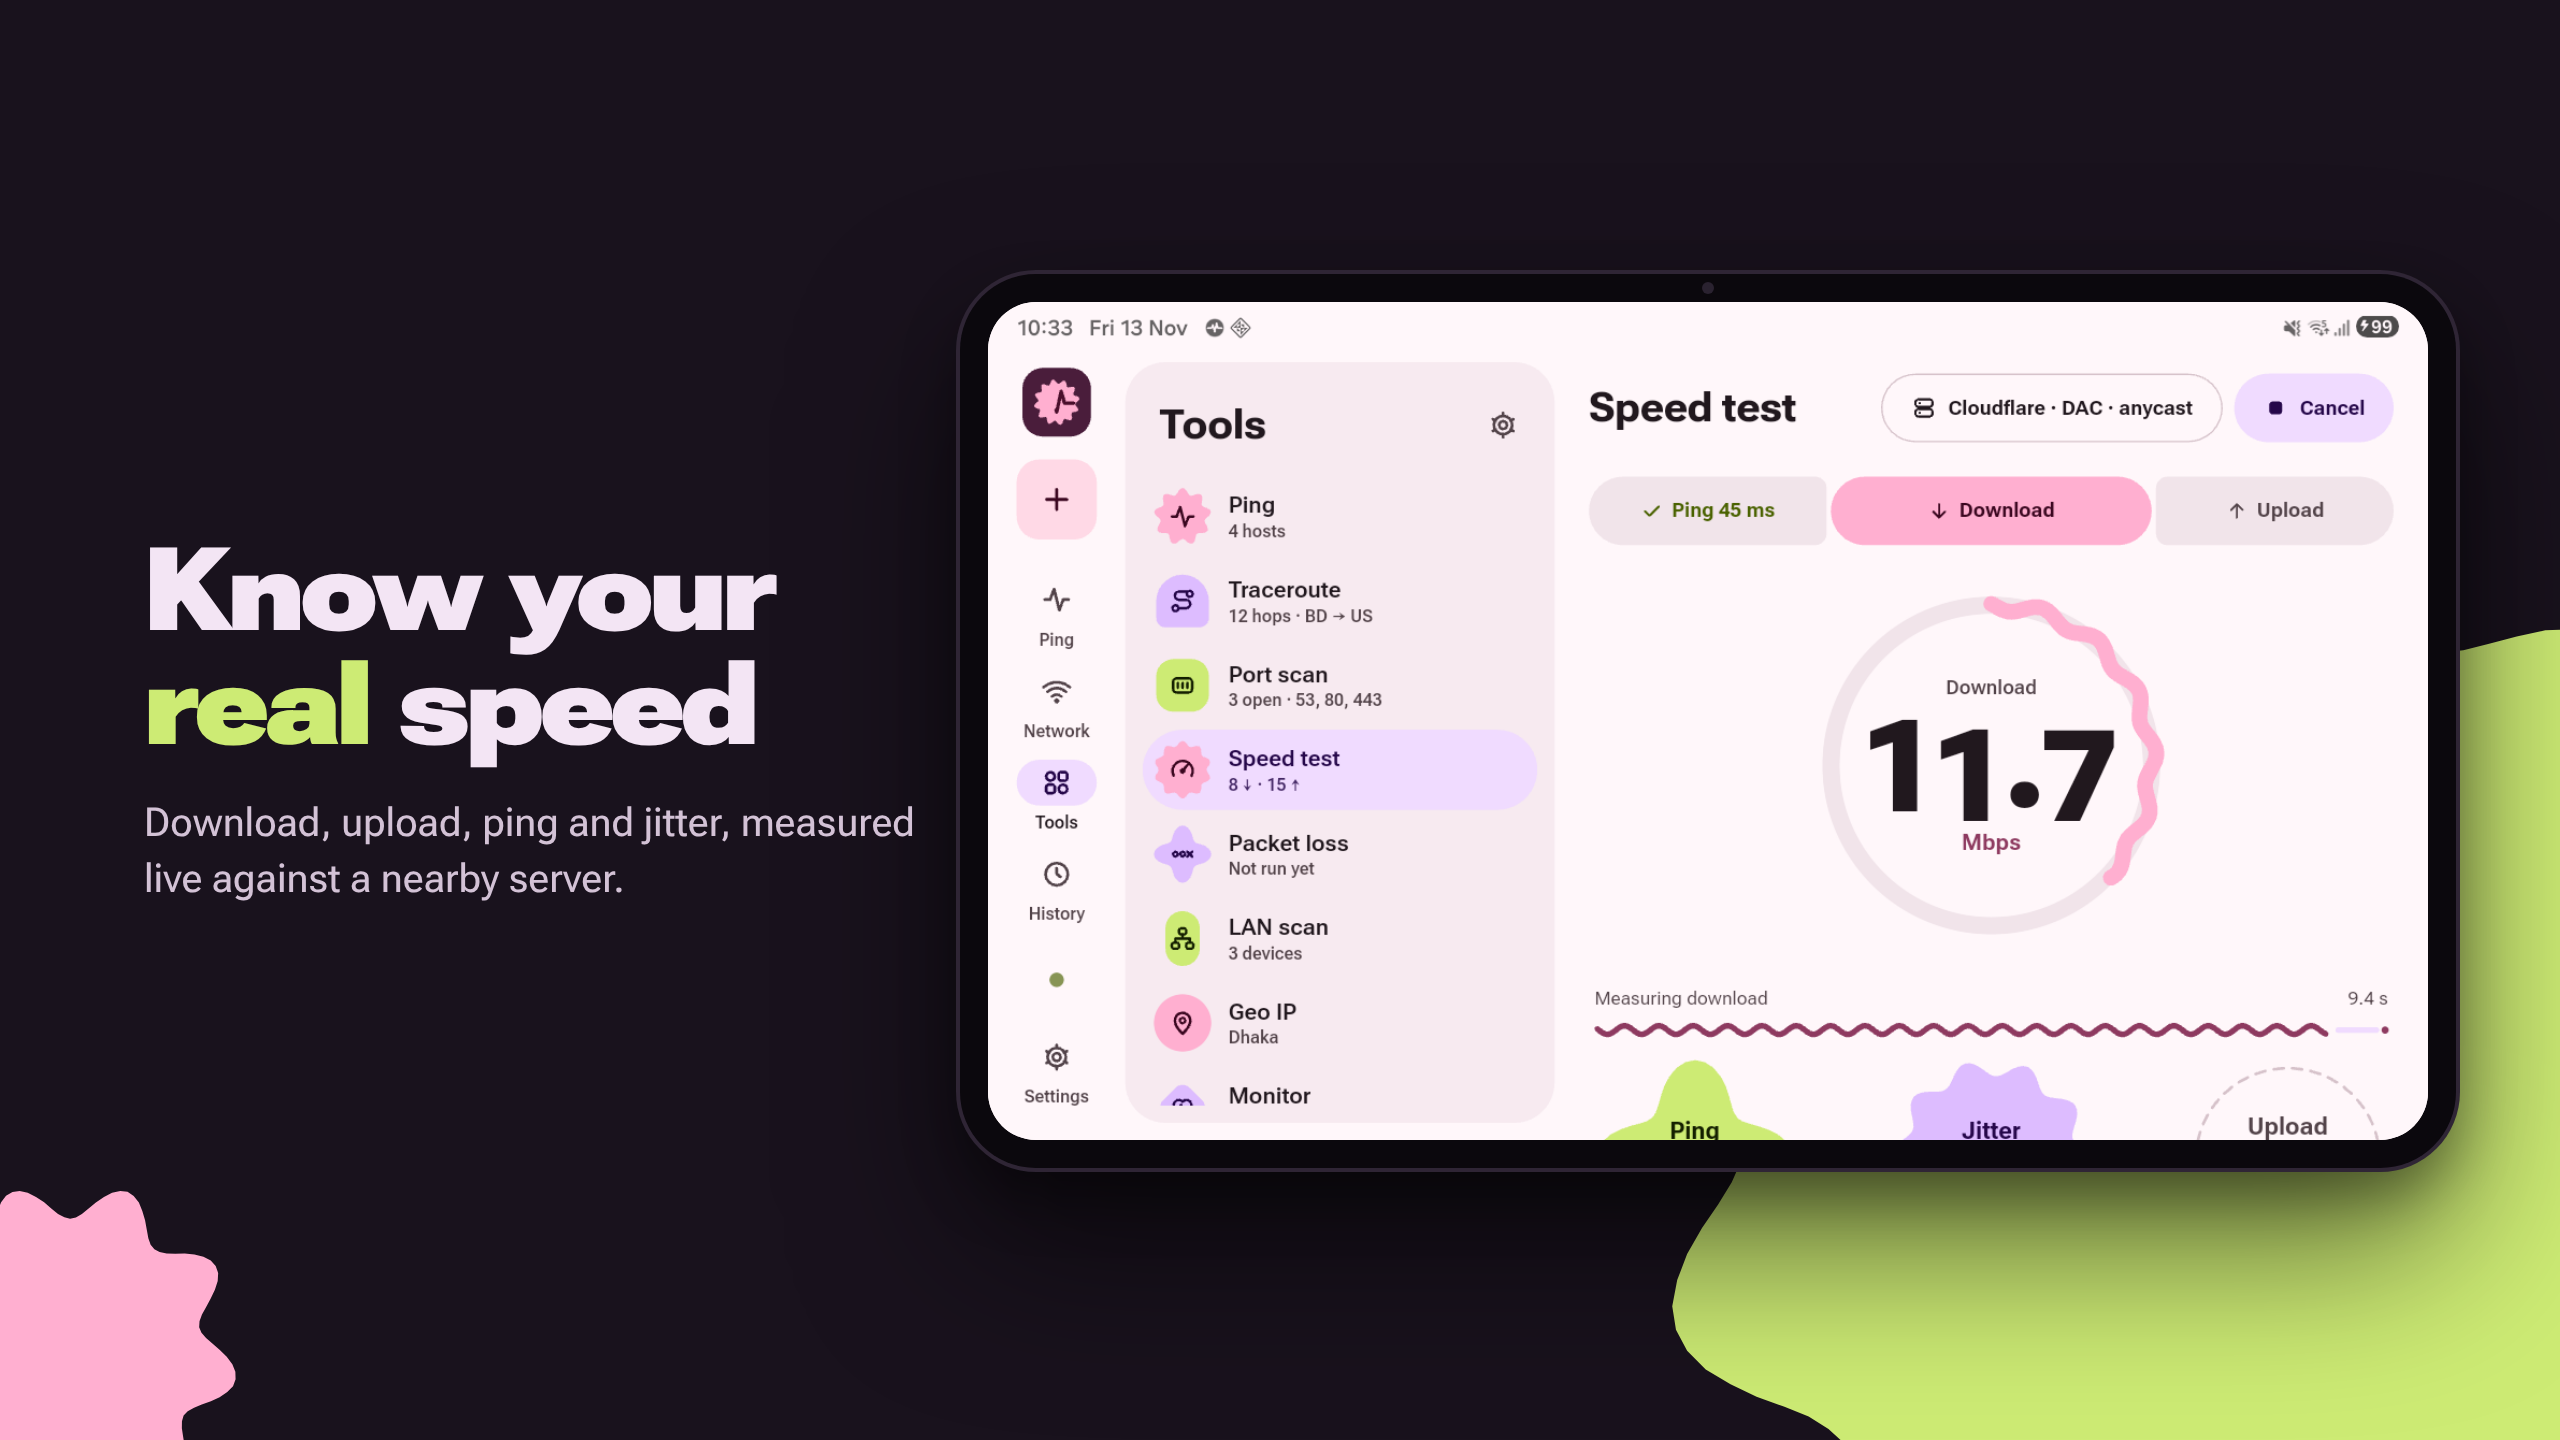 Know your
real speed
Download, upload, ping and jitter, measured
live against a nearby server.
10:33 Fri 13 Nov
99
Ping
Network
Tools
History
Settings
Tools
Ping
4 hosts
Traceroute
12 hops · BD → US
Port scan
3 open · 53, 80, 443
Speed test
8 ↓ · 15 ↑
Packet loss
Not run yet
LAN scan
3 devices
Geo IP
Dhaka
Monitor
Speed test
Cloudflare · DAC · anycast
Cancel
Ping 45 ms
Download
Upload
Download
11.7
Mbps
Measuring download
9.4 s
Ping
Jitter
Upload